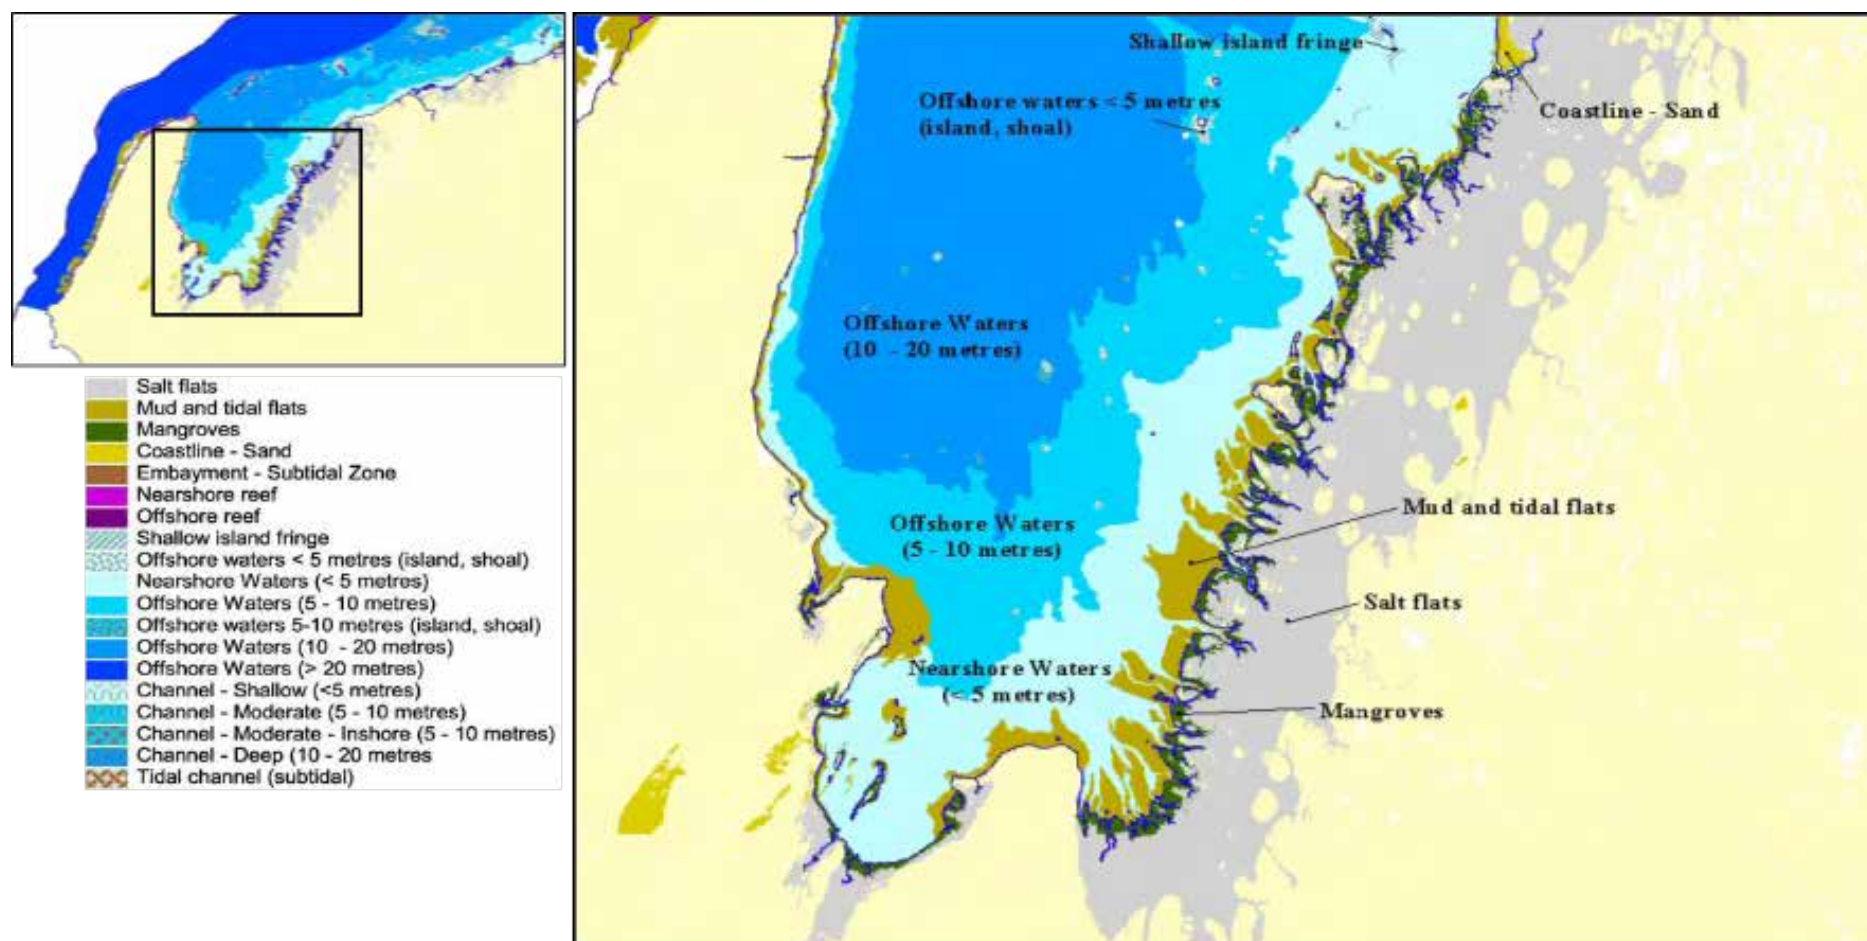 Salt flats
Mud and tidal flats
Mangroves
Coastline - Sand
Embayment - Subtidal Zone
Nearshore reef
Offshore reef
Shallow island fringe
Offshore waters < 5 metres (island, shoal)
Nearshore Waters (< 5 metres)
Offshore Waters (5 - 10 metres)
Offshore waters 5-10 metres (island, shoal)
Offshore Waters (10 - 20 metres)
Offshore Waters (> 20 metres)
Channel - Shallow (<5 metres)
Channel - Moderate (5 - 10 metres)
Channel - Moderate - Inshore (5 - 10 metres)
Channel - Deep (10 - 20 metres
Tidal channel (subtidal)
Shallow island fringe
Offshore waters < 5 metres
(island, shoal)
Coastline - Sand
Offshore Waters
(10 - 20 metres)
Offshore Waters
(5 - 10 metres)
Mud and tidal flats
Salt flats
Nearshore Waters
(< 5 metres)
Mangroves